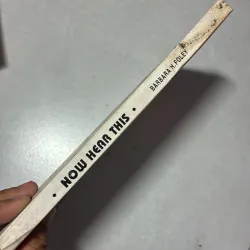 • NOW HEAR THIS •
BARBARA H. FOLEY